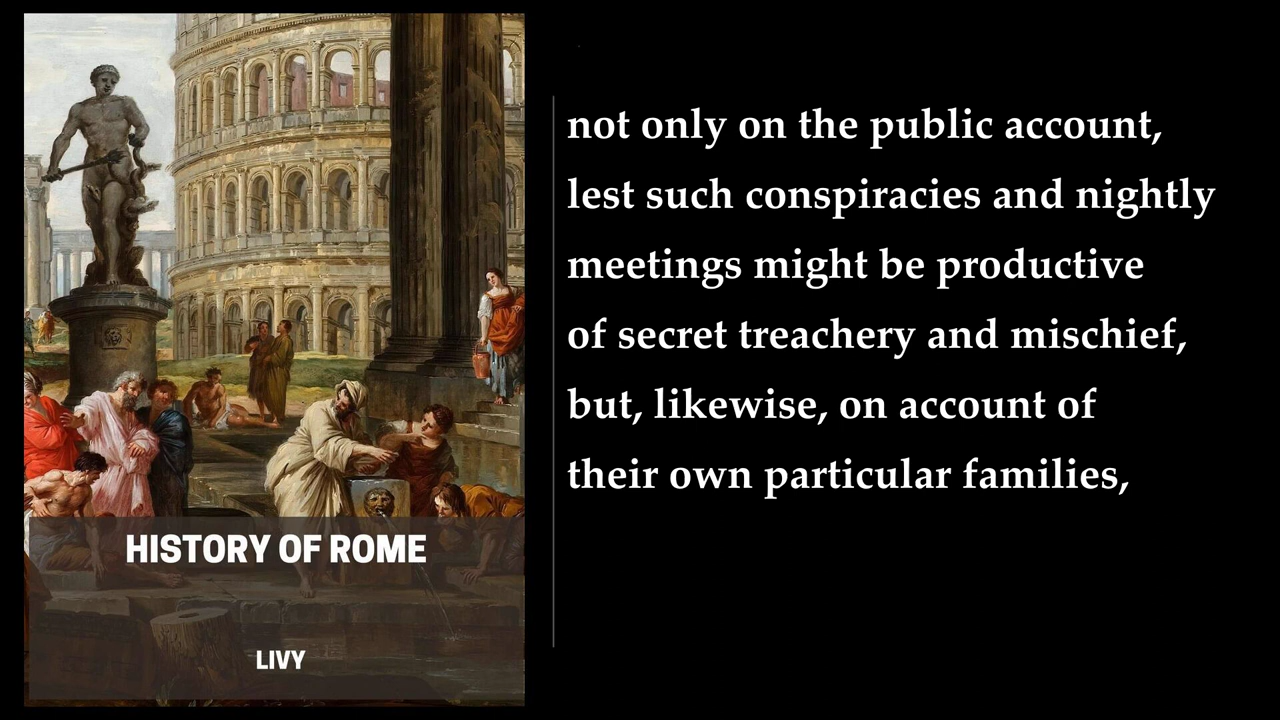 HISTORY OF ROME
LIVY
not only on the public account,
lest such conspiracies and nightly
meetings might be productive
of secret treachery and mischief,
but, likewise, on account of
their own particular families,